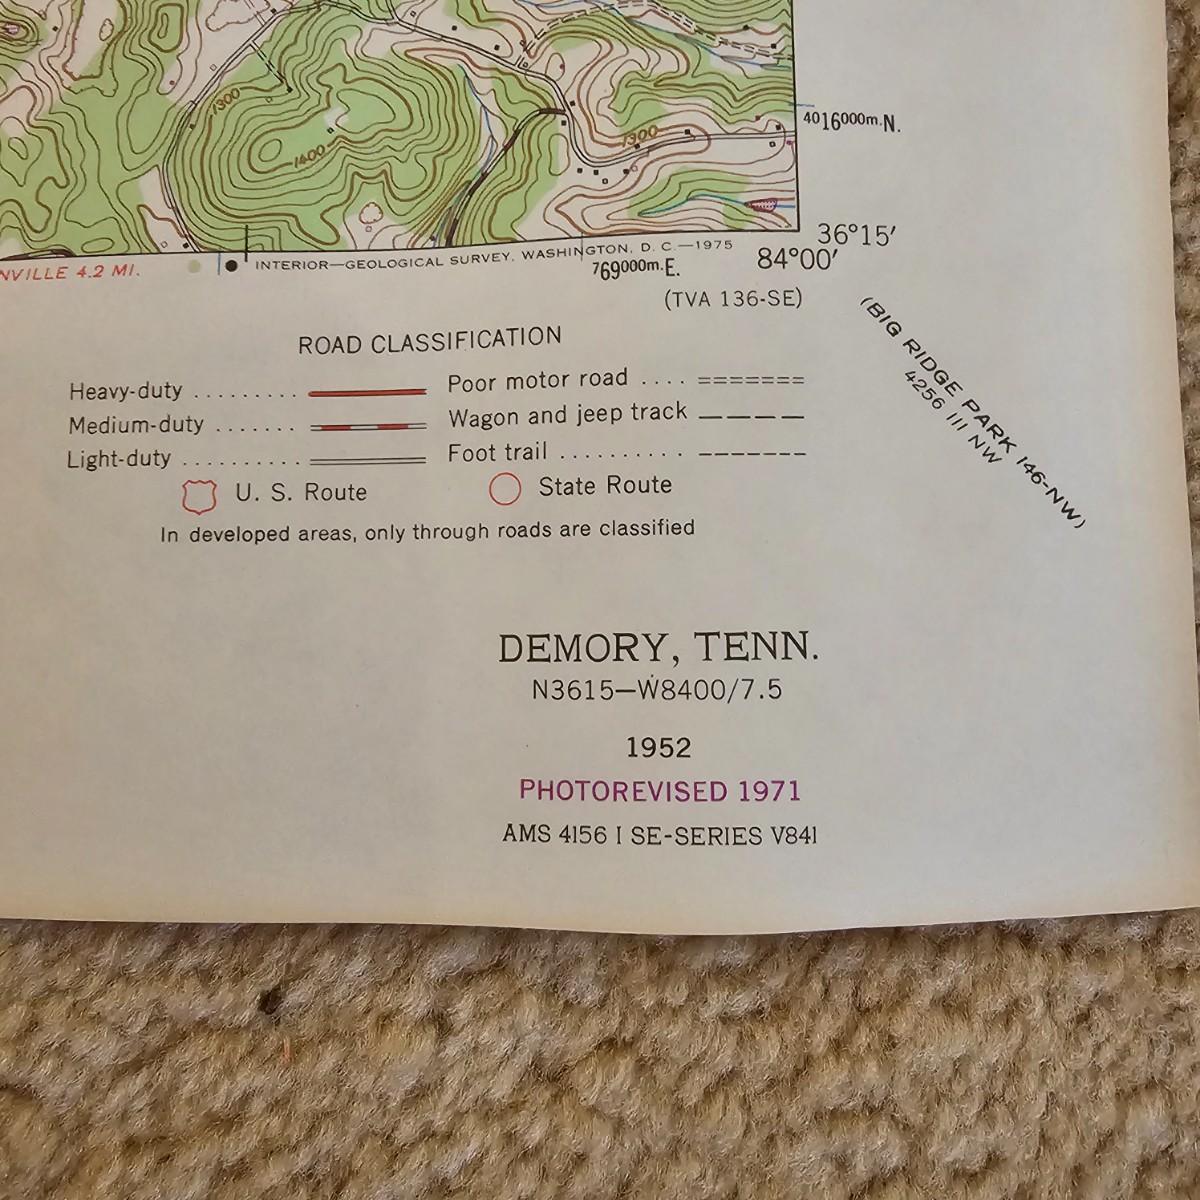 1300
1400
1300
4016000m.N.
36°15′
84°00′
NVILLE 4.2 MI.
INTERIOR—GEOLOGICAL SURVEY, WASHINGTON, D. C.—1975
769000m.E.
(TVA 136-SE)
(BIG RIDGE PARK 146-NW)
4256 III NW
ROAD CLASSIFICATION
Heavy-duty ......... Poor motor road ....
Medium-duty ....... Wagon and jeep track
Light-duty .......... Foot trail ..........
U. S. Route State Route
In developed areas, only through roads are classified
DEMORY, TENN.
N3615—W8400/7.5
1952
PHOTOREVISED 1971
AMS 4156 I SE-SERIES V841